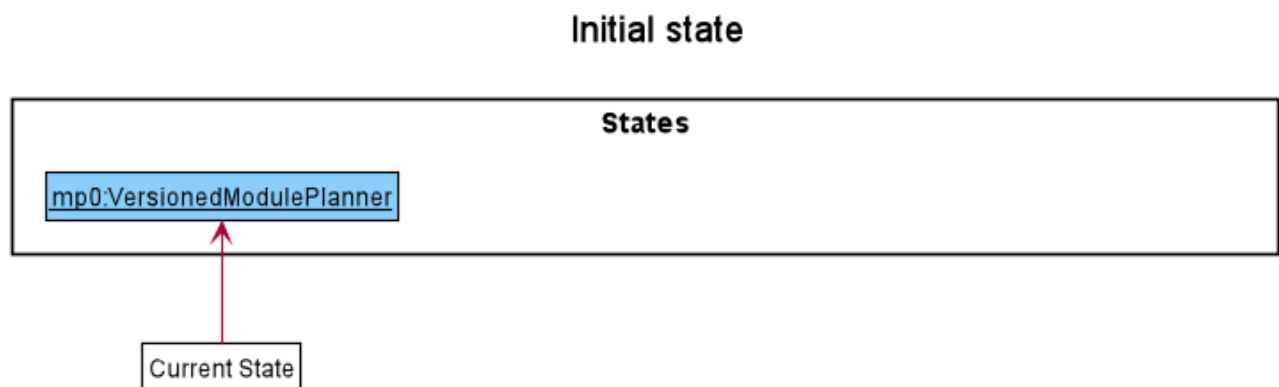 Initial state
States
mp0:VersionedModulePlanner
Current State